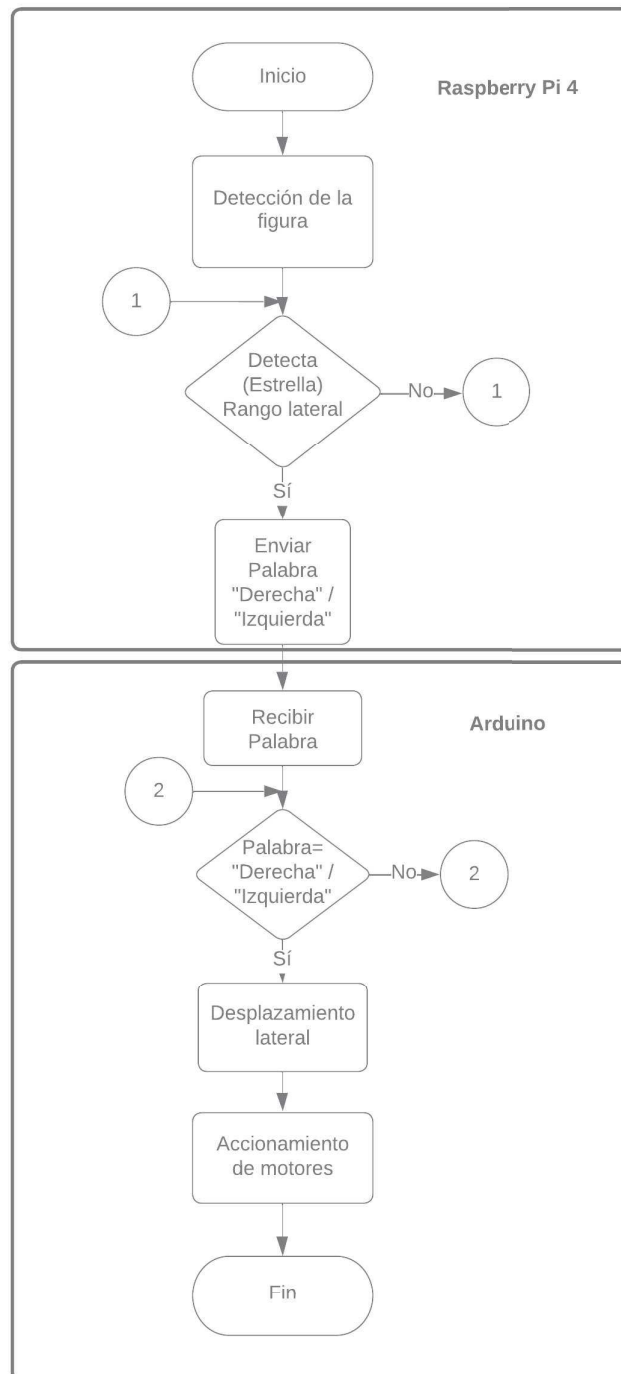 Inicio
Raspberry Pi 4
Detección de la
figura
1
Detecta
(Estrella)
Rango lateral
No
1
Sí
Enviar
Palabra
"Derecha" /
"Izquierda"
Recibir
Palabra
Arduino
2
Palabra=
"Derecha" /
"Izquierda"
No
2
Sí
Desplazamiento
lateral
Accionamiento
de motores
Fin